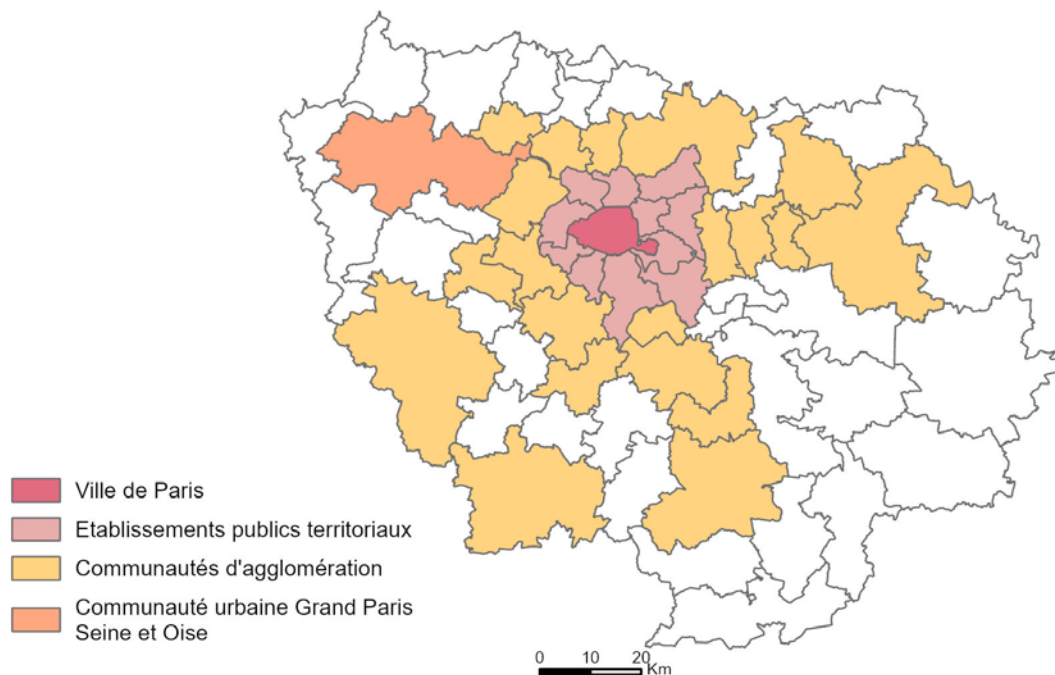 Ville de Paris
Etablissements publics territoriaux
Communautés d'agglomération
Communauté urbaine Grand Paris
Seine et Oise
0 10 20
Km